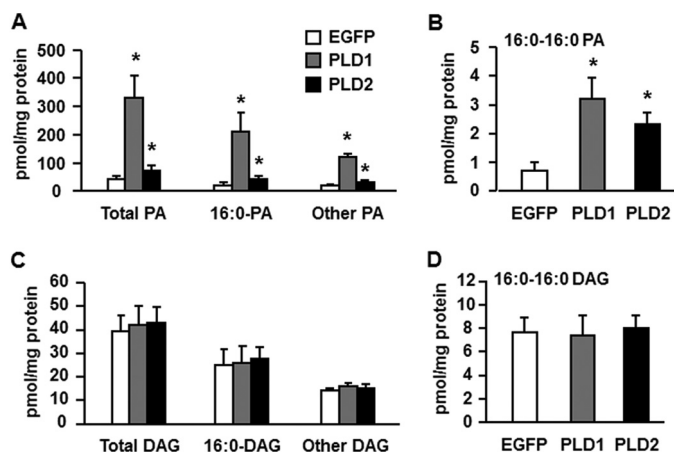 A
500
400
300
200
100
0
pmol/mg protein
EGFP
PLD1
PLD2
* * * * * *
Total PA 16:0-PA Other PA
B
16:0-16:0 PA
5
4
3
2
1
0
pmol/mg protein
* *
EGFP PLD1 PLD2
C
60
50
40
30
20
10
0
pmol/mg protein
Total DAG 16:0-DAG Other DAG
D
16:0-16:0 DAG
12
10
8
6
4
2
0
pmol/mg protein
EGFP PLD1 PLD2